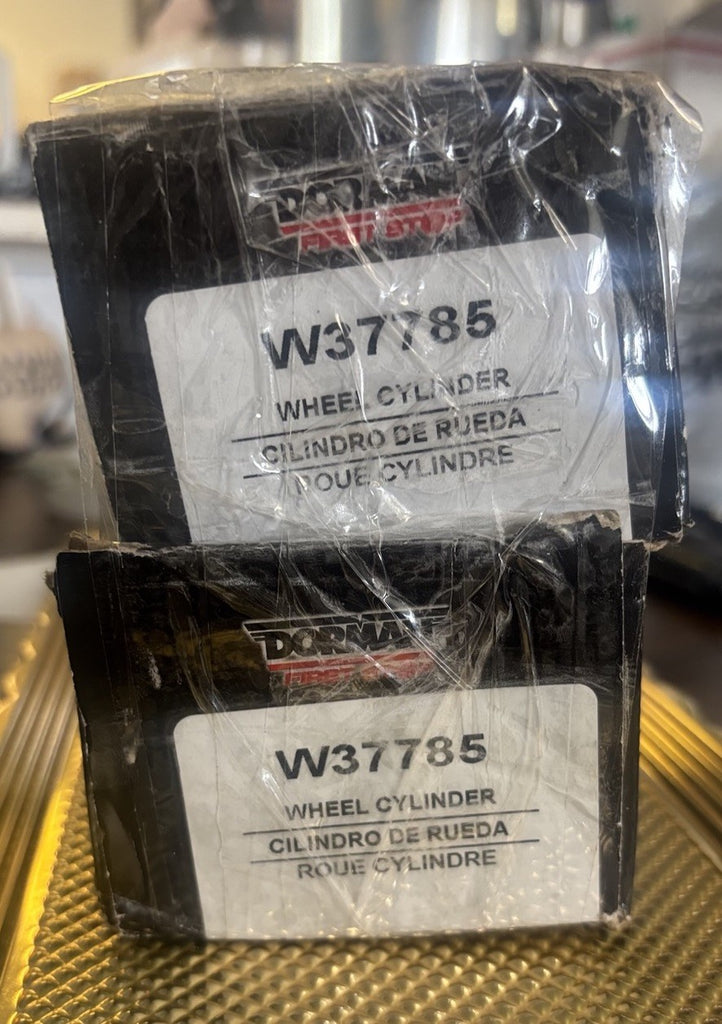 DORMAN
FIRST STOP
W37785
WHEEL CYLINDER
CILINDRO DE RUEDA
ROUE CYLINDRE
DORMAN
FIRST STOP
W37785
WHEEL CYLINDER
CILINDRO DE RUEDA
ROUE CYLINDRE